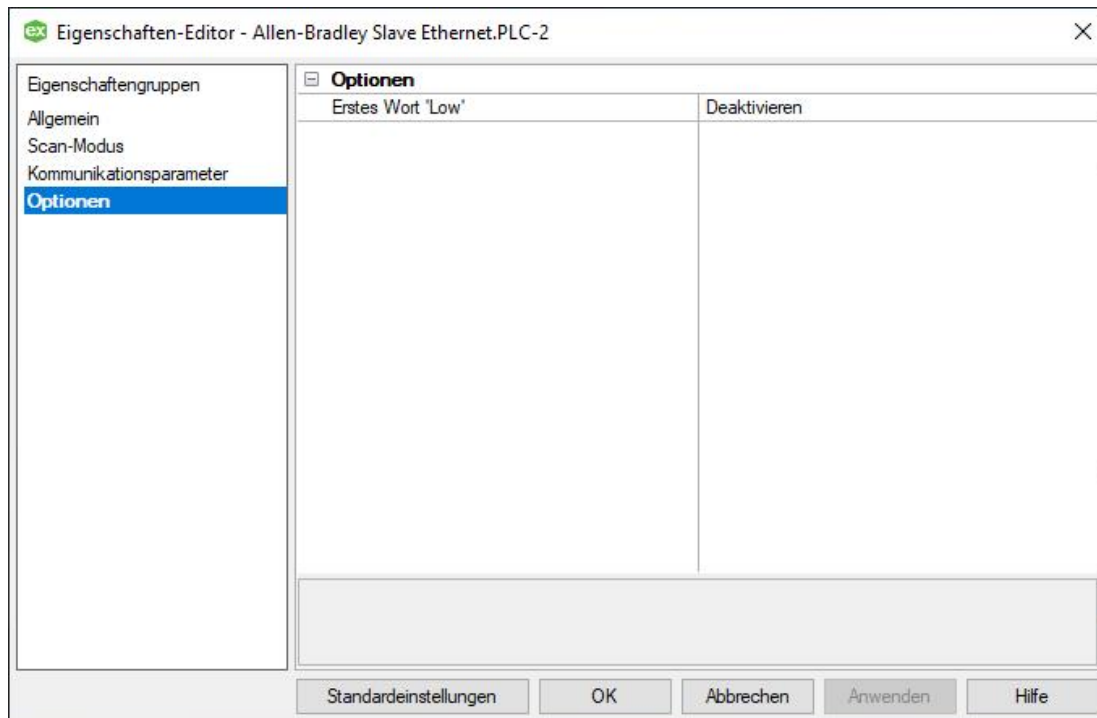 ex Eigenschaften-Editor - Allen-Bradley Slave Ethernet.PLC-2
Eigenschaftengruppen
Allgemein
Scan-Modus
Kommunikationsparameter
Optionen
Optionen
Erstes Wort 'Low' Deaktivieren
Standardeinstellungen OK Abbrechen Anwenden Hilfe